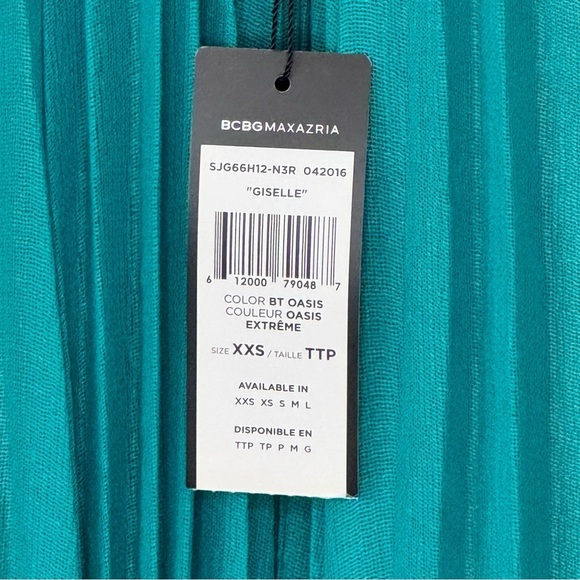 BCBGMAXAZRIA
SJG66H12-N3R 042016
"GISELLE"
6 12000 79048 7
COLOR BT OASIS
COULEUR OASIS
EXTRÊME
SIZE XXS / TAILLE TTP
AVAILABLE IN
XXS XS S M L
DISPONIBLE EN
TTP TP P M G